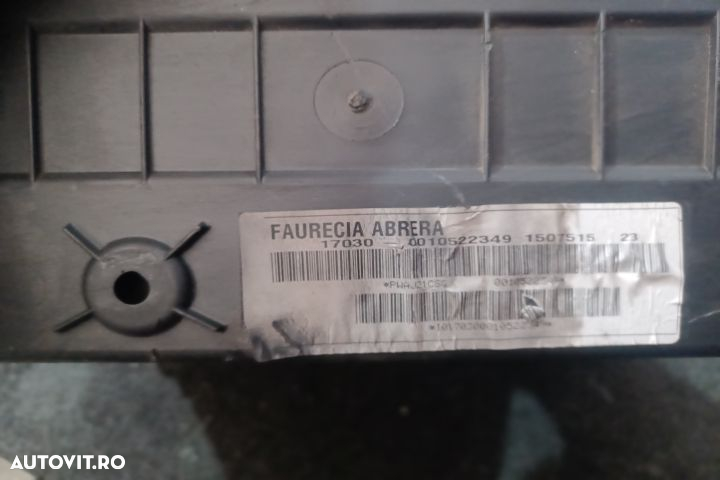 FAURECIA ABRERA
17030 - 0010522349 1507515 23
AUTOVIT.RO